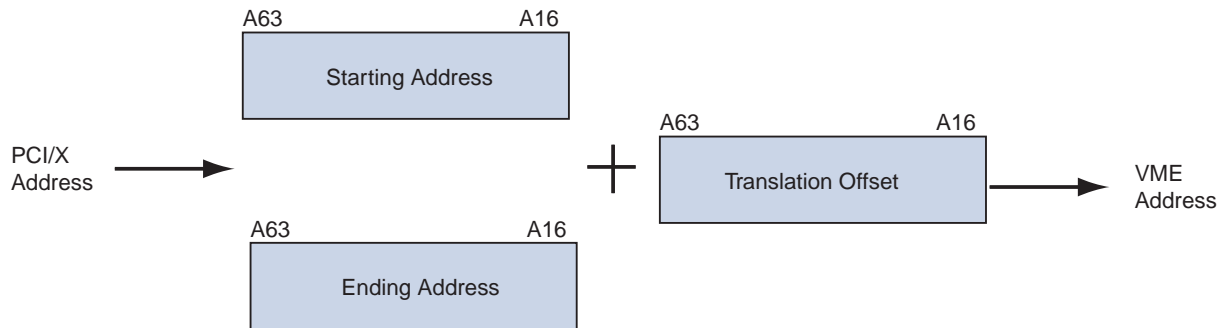 A63 A16
Starting Address
PCI/X
Address
A63 A16
Translation Offset
VME
Address
A63 A16
Ending Address